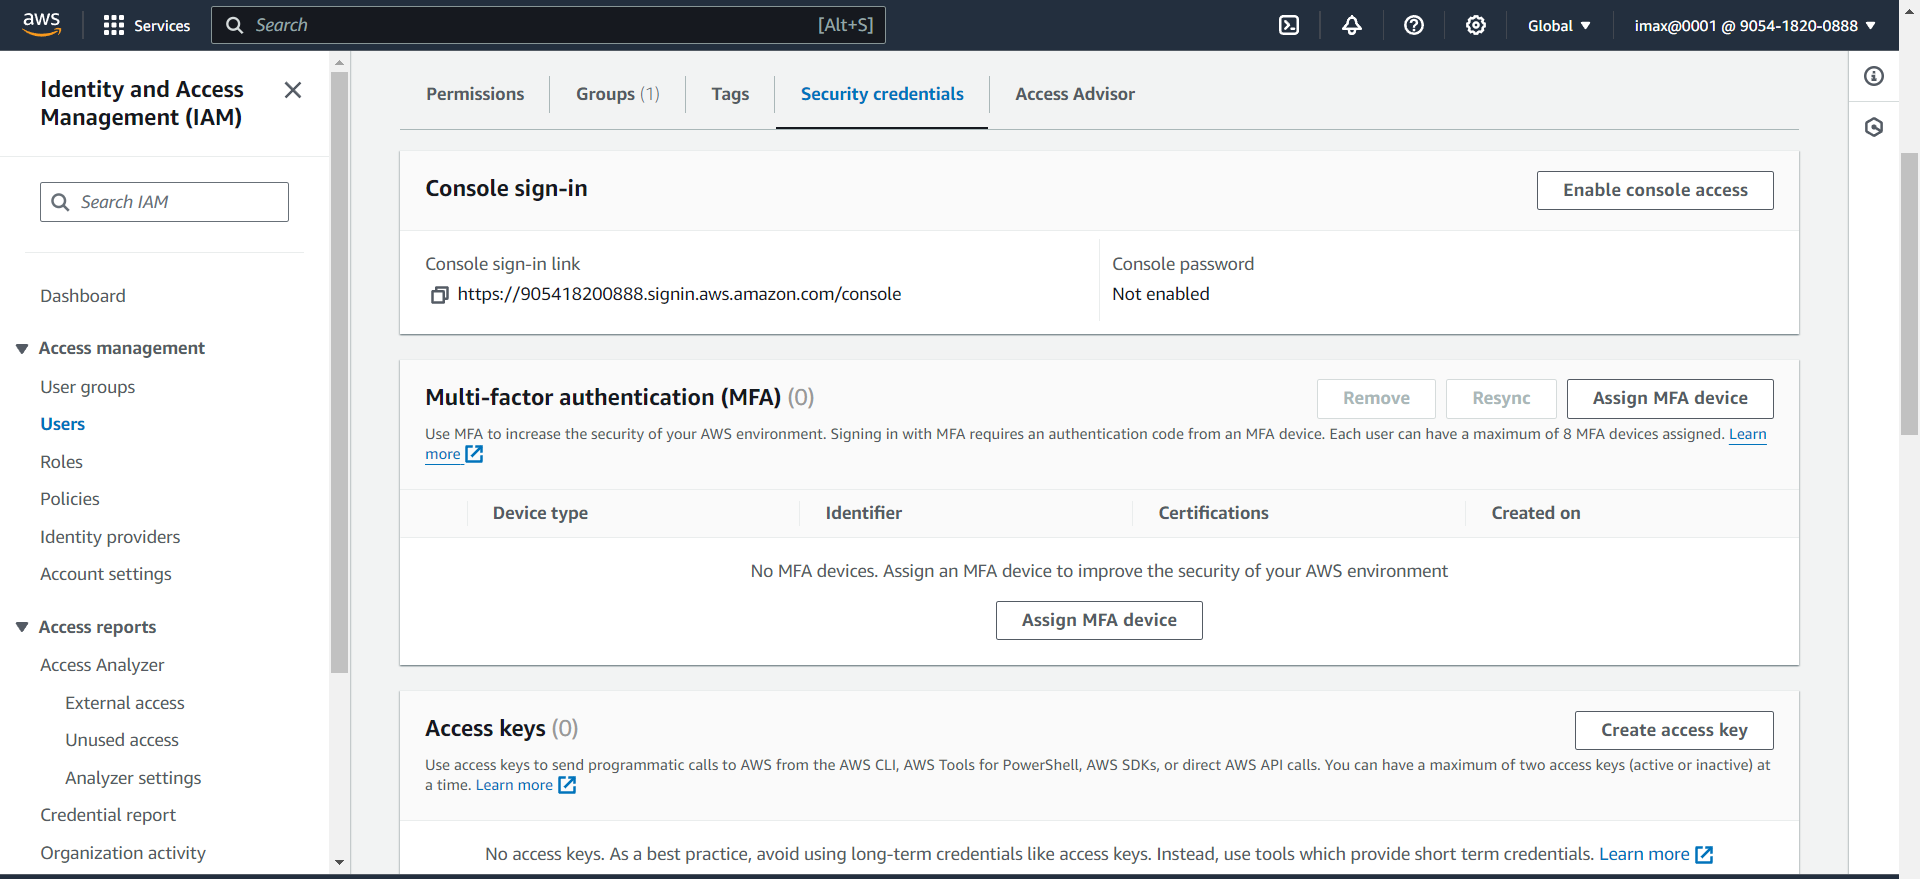 aws
Services
Search
[Alt+S]
Global
imax@0001 @ 9054-1820-0888
Identity and Access
Management (IAM)
Search IAM
Dashboard
Access management
User groups
Users
Roles
Policies
Identity providers
Account settings
Access reports
Access Analyzer
External access
Unused access
Analyzer settings
Credential report
Organization activity
Permissions
Groups (1)
Tags
Security credentials
Access Advisor
Console sign-in
Enable console access
Console sign-in link
https://905418200888.signin.aws.amazon.com/console
Console password
Not enabled
Multi-factor authentication (MFA) (0)
Remove
Resync
Assign MFA device
Use MFA to increase the security of your AWS environment. Signing in with MFA requires an authentication code from an MFA device. Each user can have a maximum of 8 MFA devices assigned. Learn
more
Device type
Identifier
Certifications
Created on
No MFA devices. Assign an MFA device to improve the security of your AWS environment
Assign MFA device
Access keys (0)
Create access key
Use access keys to send programmatic calls to AWS from the AWS CLI, AWS Tools for PowerShell, AWS SDKs, or direct AWS API calls. You can have a maximum of two access keys (active or inactive) at
a time. Learn more
No access keys. As a best practice, avoid using long-term credentials like access keys. Instead, use tools which provide short term credentials. Learn more